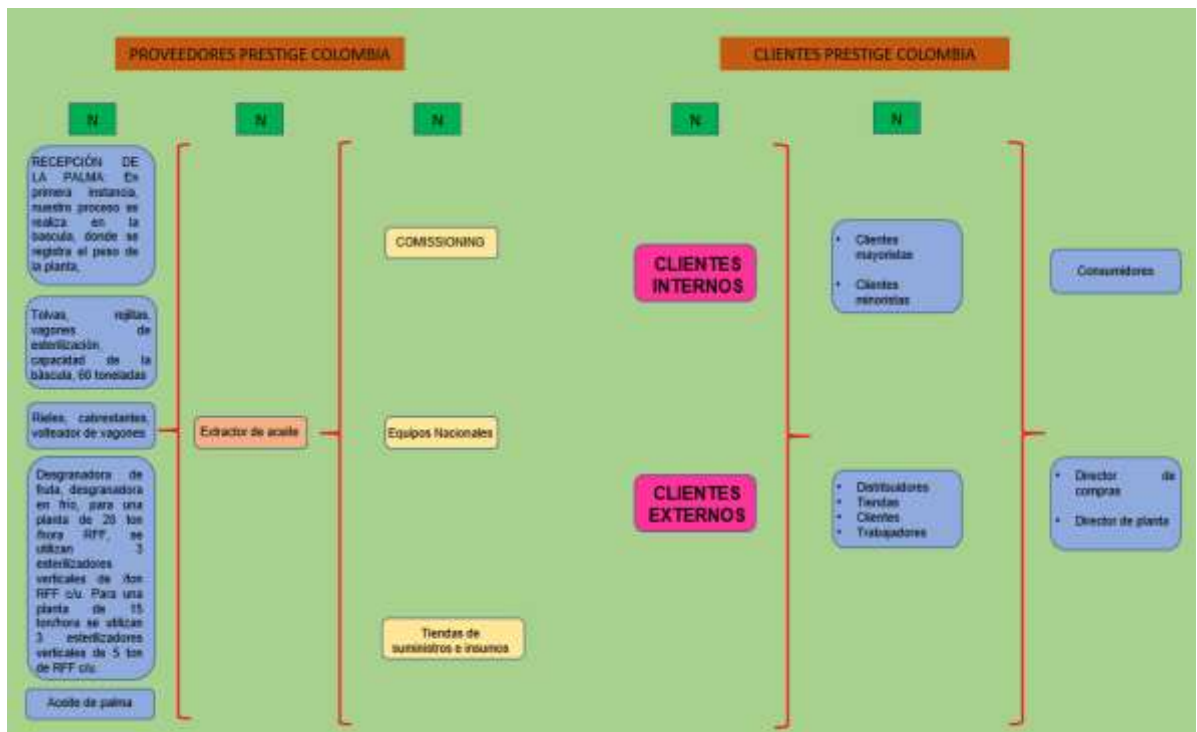 PROVEEDORES PRESTIGE COLOMBIA
CLIENTES PRESTIGE COLOMBIA
N
N
N
N
N
RECEPCIÓN DE
LA PALMA: En
primera instancia,
nuestro proceso se
realiza en la
bascula, donde se
registra el peso de
la planta,
Tolvas, rejillas,
vagones de
esterilización,
capacidad de la
báscula, 60 toneladas
Rieles, cabrestantes,
volteador de vagones
Desgranadora de
fruta, desgranadora
en frio, para una
planta de 20 ton
/hora RFF, se
utilizan 3
esterilizadores
verticales de /ton
RFF c/u. Para una
planta de 15
ton/hora se utilizan
3 esterilizadores
verticales de 5 ton
de RFF c/u.
Aceite de palma
Extractor de aceite
COMISSIONING
Equipos Nacionales
Tiendas de
suministros e insumos
CLIENTES
INTERNOS
CLIENTES
EXTERNOS
• Clientes
mayoristas
• Clientes
minoristas
• Distribuidores
• Tiendas
• Clientes
• Trabajadores
Consumidores
• Director de
compras
• Director de planta